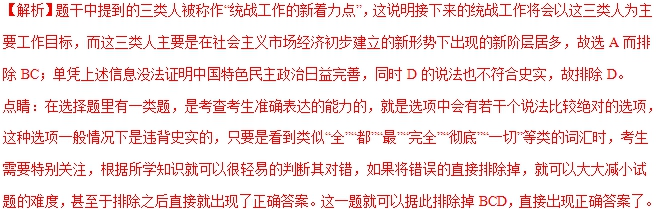 【解析】题干中提到的三类人被称作“统战工作的新着力点”，这说明接下来的统战工作将会以这三类人为主
要工作目标，而这三类人主要是在社会主义市场经济初步建立的新形势下出现的新阶层居多，故选 A 而排
除 BC；单凭上述信息没法证明中国特色民主政治日益完善，同时 D 的说法也不符合史实，故排除 D。
点睛：在选择题里有一类题，是考查考生准确表达的能力的，就是选项中会有若干个说法比较绝对的选项，
这种选项一般情况下是违背史实的，只要是看到类似“全”“都”“最”“完全”“彻底”“一切”等类的词汇时，考生
需要特别关注，根据所学知识就可以很轻易的判断其对错，如果将错误的直接排除掉，就可以大大减小试
题的难度，甚至于排除之后直接就出现了正确答案。这一题就可以据此排除掉 BCD，直接出现正确答案了。